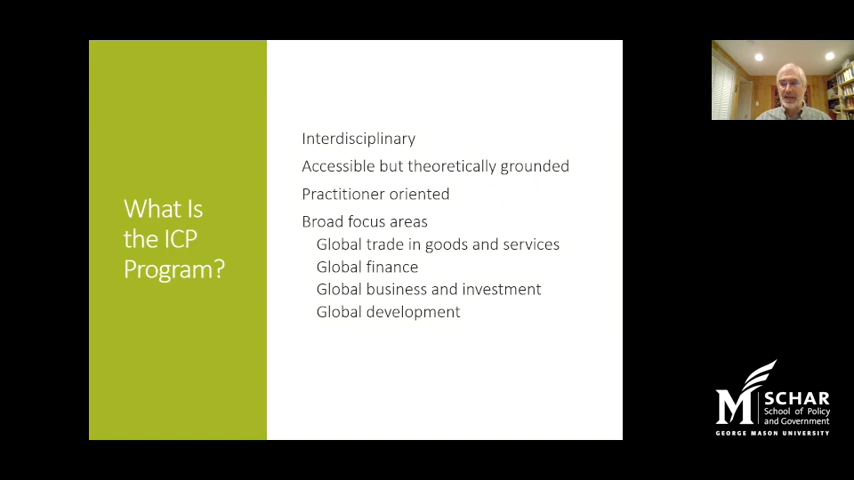 What Is
the ICP
Program?
Interdisciplinary
Accessible but theoretically grounded
Practitioner oriented
Broad focus areas
Global trade in goods and services
Global finance
Global business and investment
Global development
M SCHAR
School of Policy
and Government
GEORGE MASON UNIVERSITY